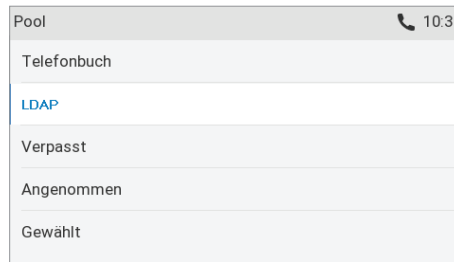 Pool 10:3
Telefonbuch
LDAP
Verpasst
Angenommen
Gewählt